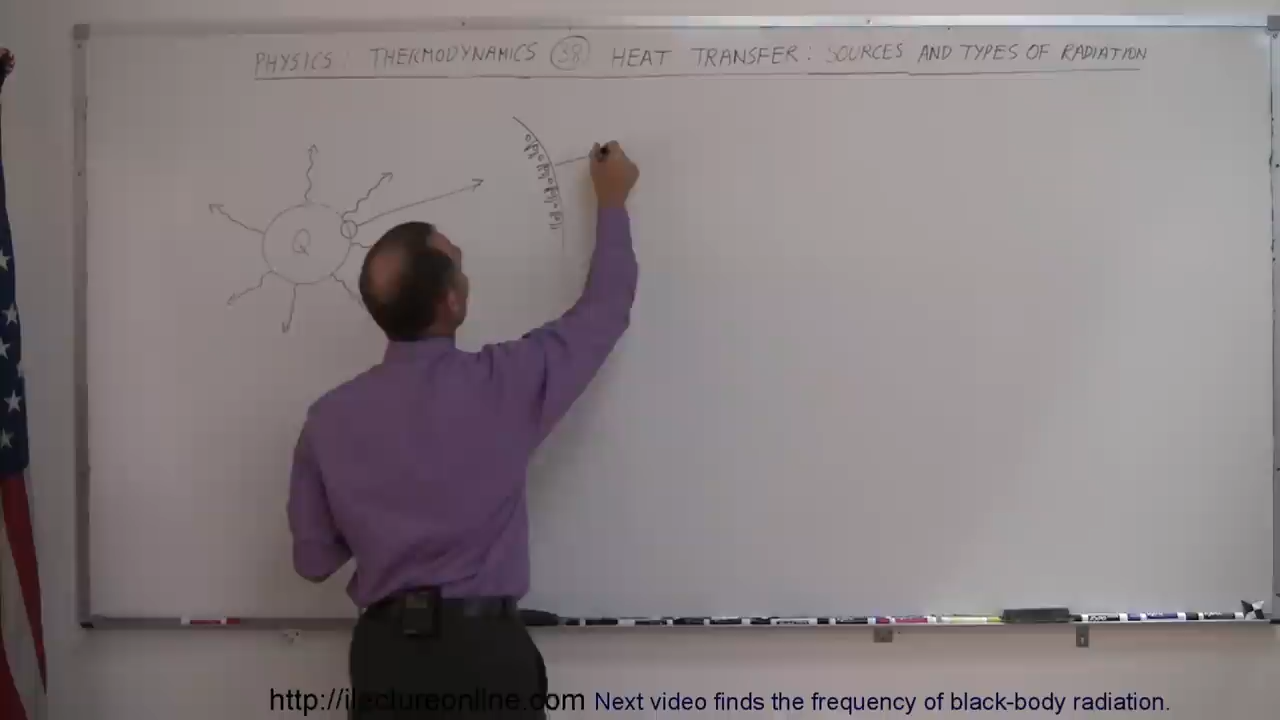 PHYSICS: THERMODYNAMICS 38 HEAT TRANSFER: SOURCES AND TYPES OF RADIATION
Q
http://ilectureonline.com Next video finds the frequency of black-body radiation.